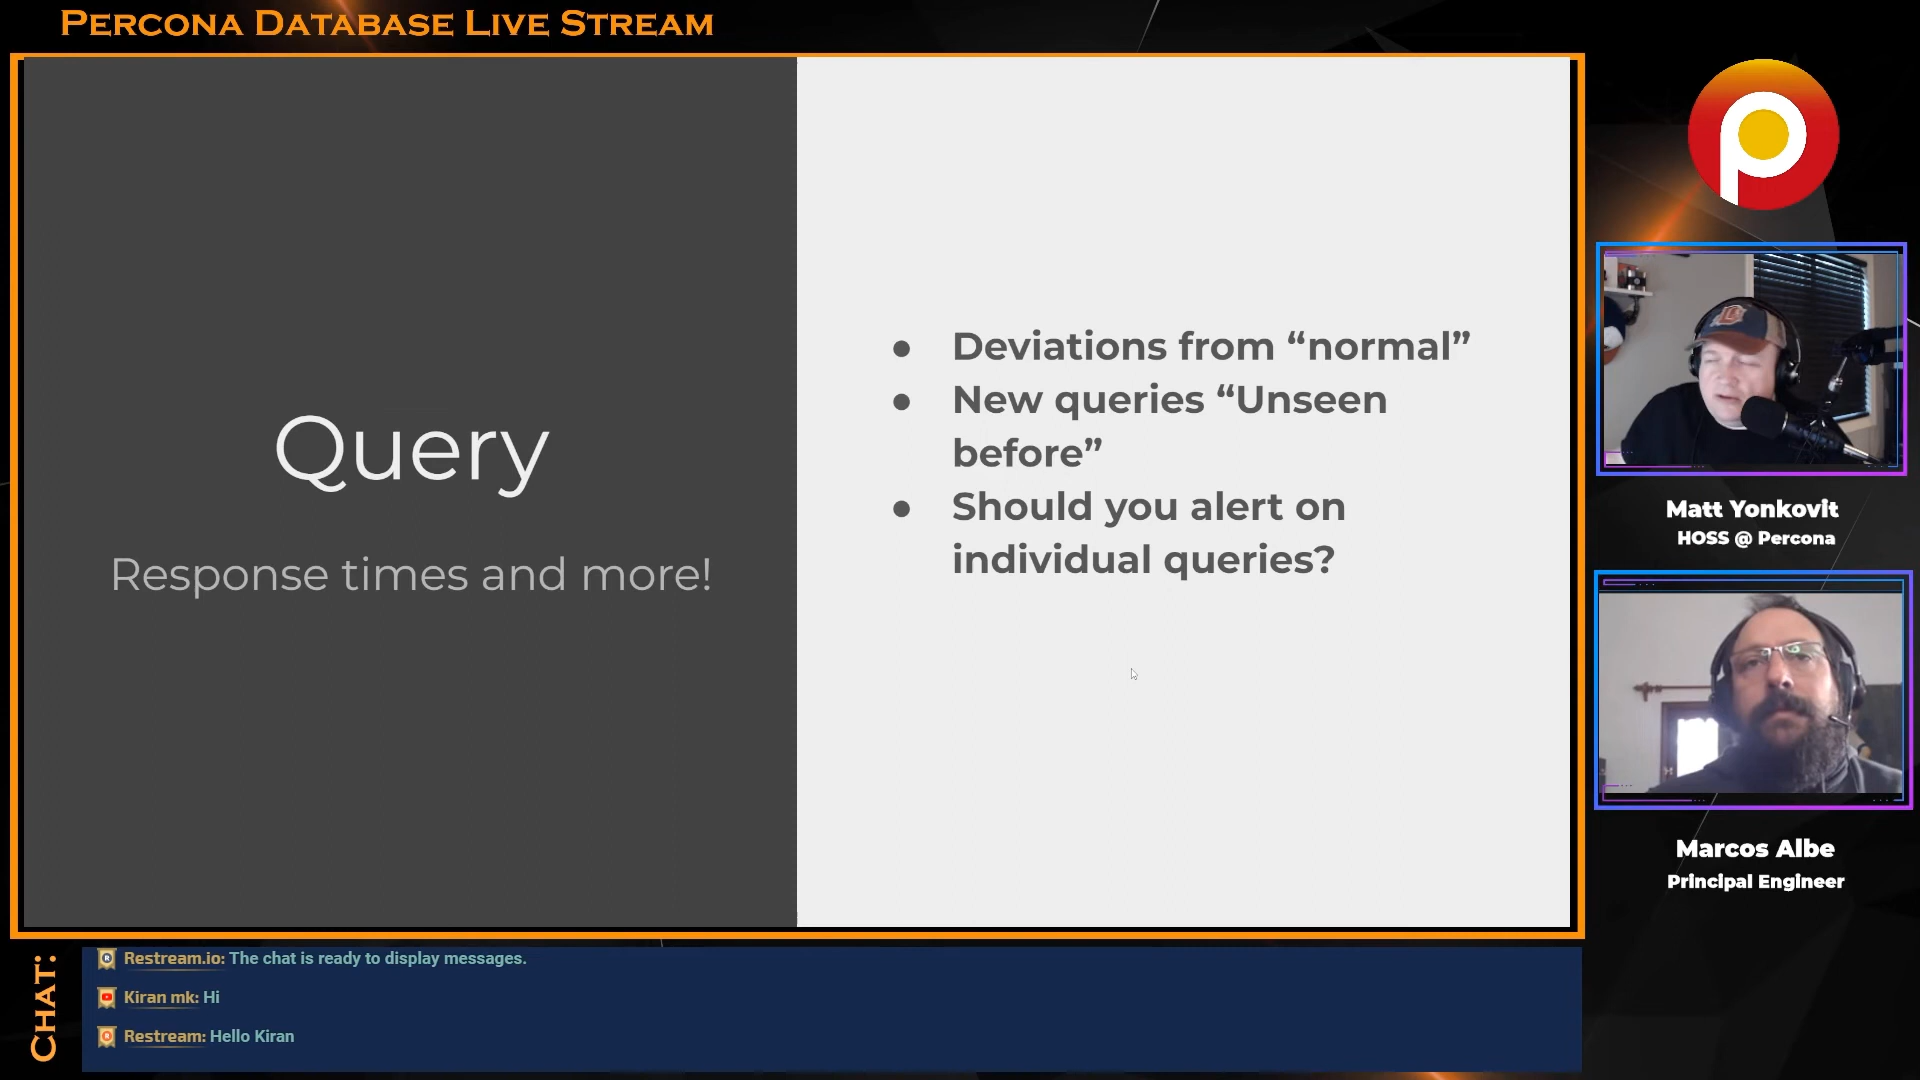 Percona Database Live Stream
Query
Response times and more!
● Deviations from “normal”
● New queries “Unseen
before”
● Should you alert on
individual queries?
Matt Yonkovit
HOSS @ Percona
Marcos Albe
Principal Engineer
Chat:
Restream.io: The chat is ready to display messages.
Kiran mk: Hi
Restream: Hello Kiran